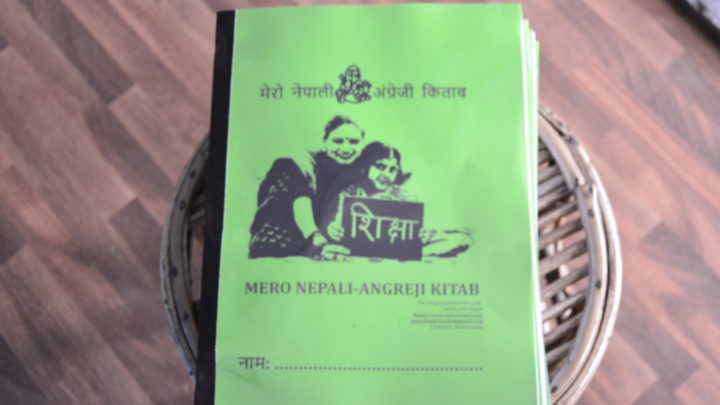 मेरो नेपाली अंग्रेजी किताब
शिक्षा
MERO NEPALI-ANGREJI KITAB
नामः ........................................